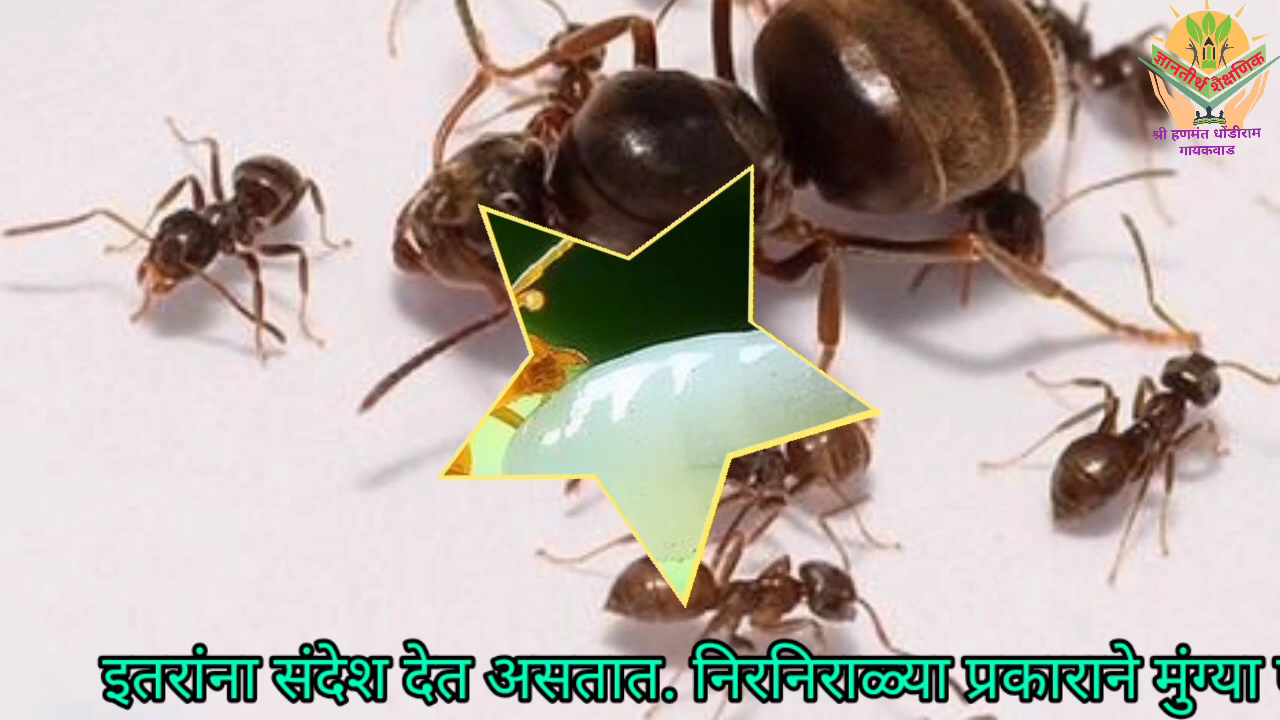 ज्ञानतीर्थ शैक्षणिक
श्री हणमंत धोंडीराम
गायकवाड
इतरांना संदेश देत असतात. निरनिराळ्या प्रकाराने मुंग्या